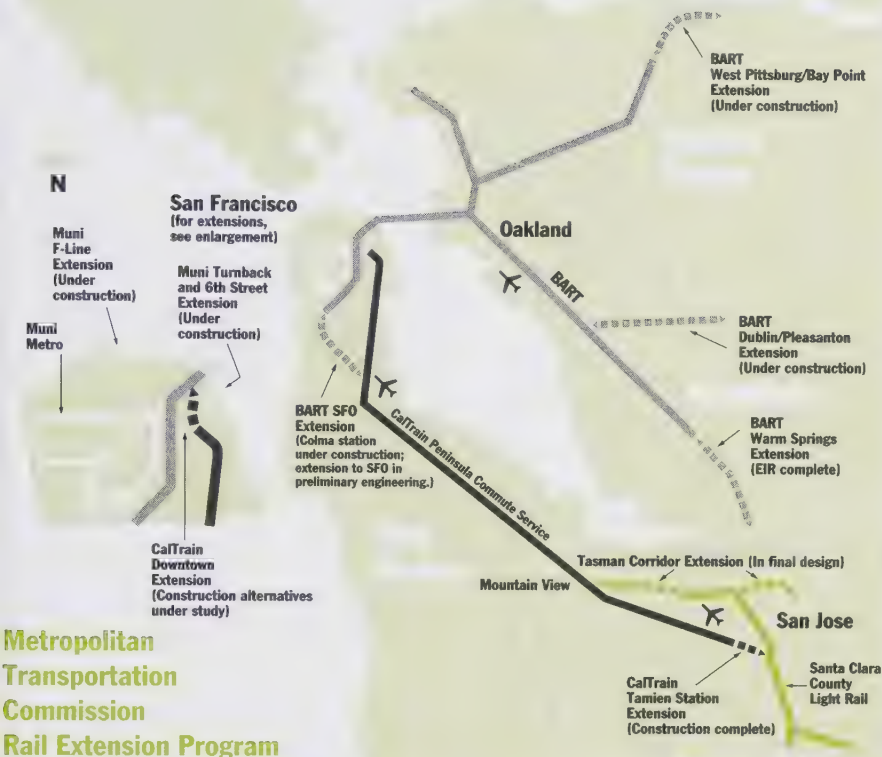 BART
West Pittsburg/Bay Point
Extension
(Under construction)
N
San Francisco
(for extensions,
see enlargement)
Muni
F-Line
Extension
(Under
construction)
Muni Turnback
and 6th Street
Extension
(Under
construction)
Muni
Metro
Oakland
BART
BART
Dublin/Pleasanton
Extension
(Under construction)
BART SFO
Extension
(Colma station
under construction;
extension to SFO in
preliminary engineering.)
CalTrain Peninsula Commute Service
BART
Warm Springs
Extension
(EIR complete)
CalTrain
Downtown
Extension
(Construction alternatives
under study)
Tasman Corridor Extension (In final design)
Mountain View
San Jose
CalTrain
Tamien Station
Extension
(Construction complete)
Santa Clara
County
Light Rail
Metropolitan
Transportation
Commission
Rail Extension Program